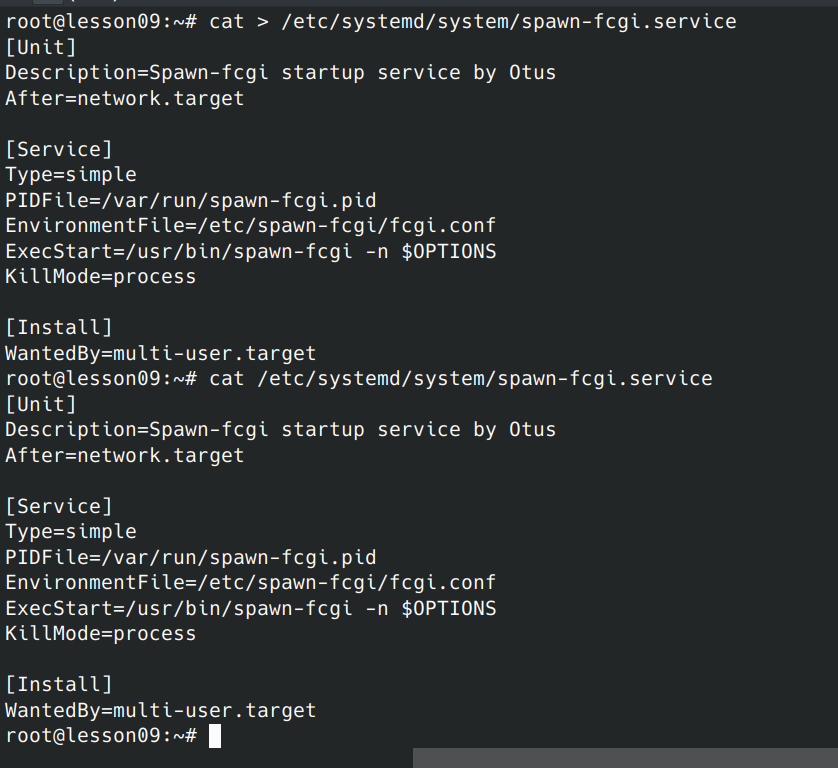 root@lesson09:~# cat > /etc/systemd/system/spawn-fcgi.service
[Unit]
Description=Spawn-fcgi startup service by Otus
After=network.target

[Service]
Type=simple
PIDFile=/var/run/spawn-fcgi.pid
EnvironmentFile=/etc/spawn-fcgi/fcgi.conf
ExecStart=/usr/bin/spawn-fcgi -n $OPTIONS
KillMode=process

[Install]
WantedBy=multi-user.target
root@lesson09:~# cat /etc/systemd/system/spawn-fcgi.service
[Unit]
Description=Spawn-fcgi startup service by Otus
After=network.target

[Service]
Type=simple
PIDFile=/var/run/spawn-fcgi.pid
EnvironmentFile=/etc/spawn-fcgi/fcgi.conf
ExecStart=/usr/bin/spawn-fcgi -n $OPTIONS
KillMode=process

[Install]
WantedBy=multi-user.target
root@lesson09:~#